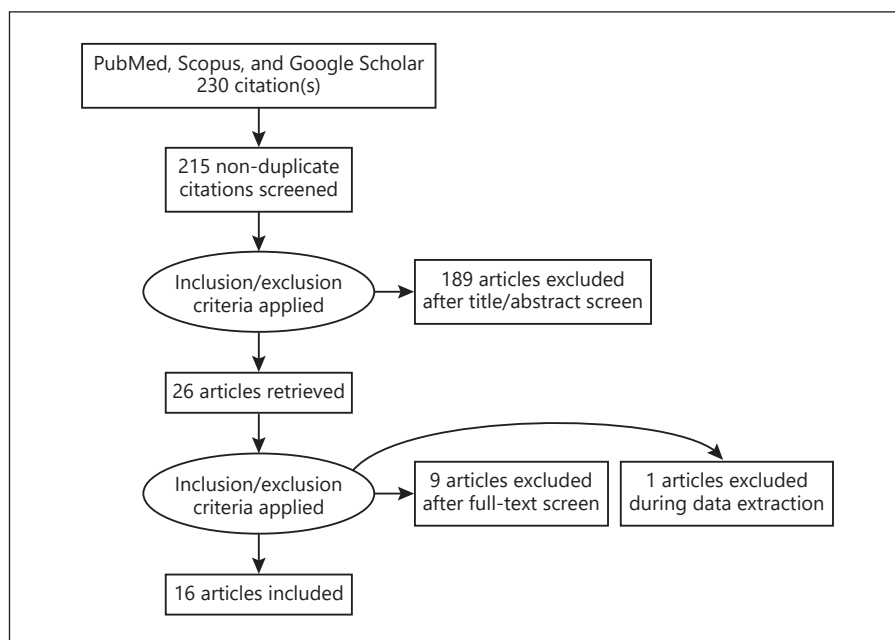 PubMed, Scopus, and Google Scholar
230 citation(s)
215 non-duplicate
citations screened
Inclusion/exclusion
criteria applied
189 articles excluded
after title/abstract screen
26 articles retrieved
Inclusion/exclusion
criteria applied
9 articles excluded
after full-text screen
1 articles excluded
during data extraction
16 articles included